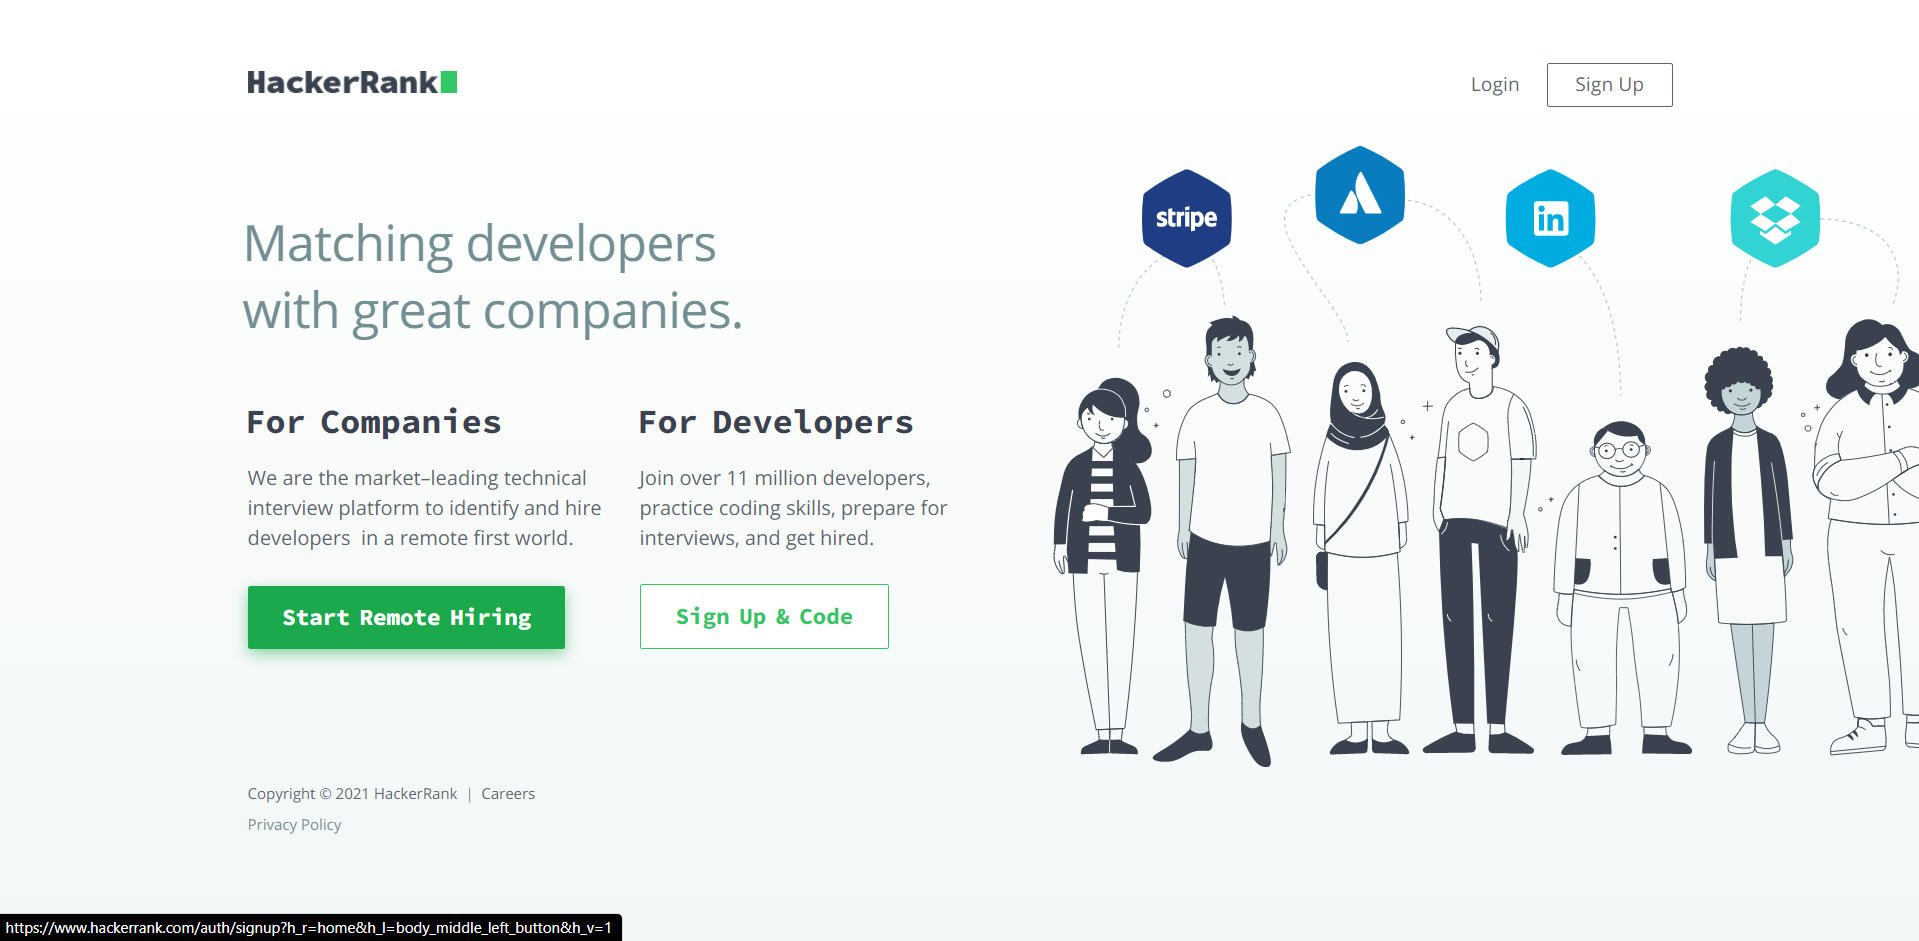 HackerRank
Login
Sign Up
stripe
in
Matching developers
with great companies.
For Companies
We are the market–leading technical
interview platform to identify and hire
developers  in a remote first world.
Start Remote Hiring
For Developers
Join over 11 million developers,
practice coding skills, prepare for
interviews, and get hired.
Sign Up & Code
Copyright © 2021 HackerRank | Careers
Privacy Policy
https://www.hackerrank.com/auth/signup?h_r=home&h_l=body_middle_left_button&h_v=1